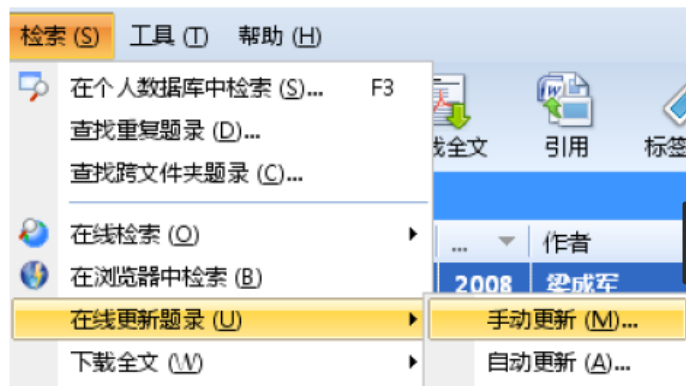 检索 (S) 工具 (T) 帮助 (H)
在个人数据库中检索 (S)... F3
查找重复题录 (D)...
查找跨文件夹题录 (C)...
全文 引用 标签
在线检索 (O)
... 作者
在浏览器中检索 (B)
2008 梁成军
在线更新题录 (U) 手动更新 (M)...
下载全文 (W) 自动更新 (A)...